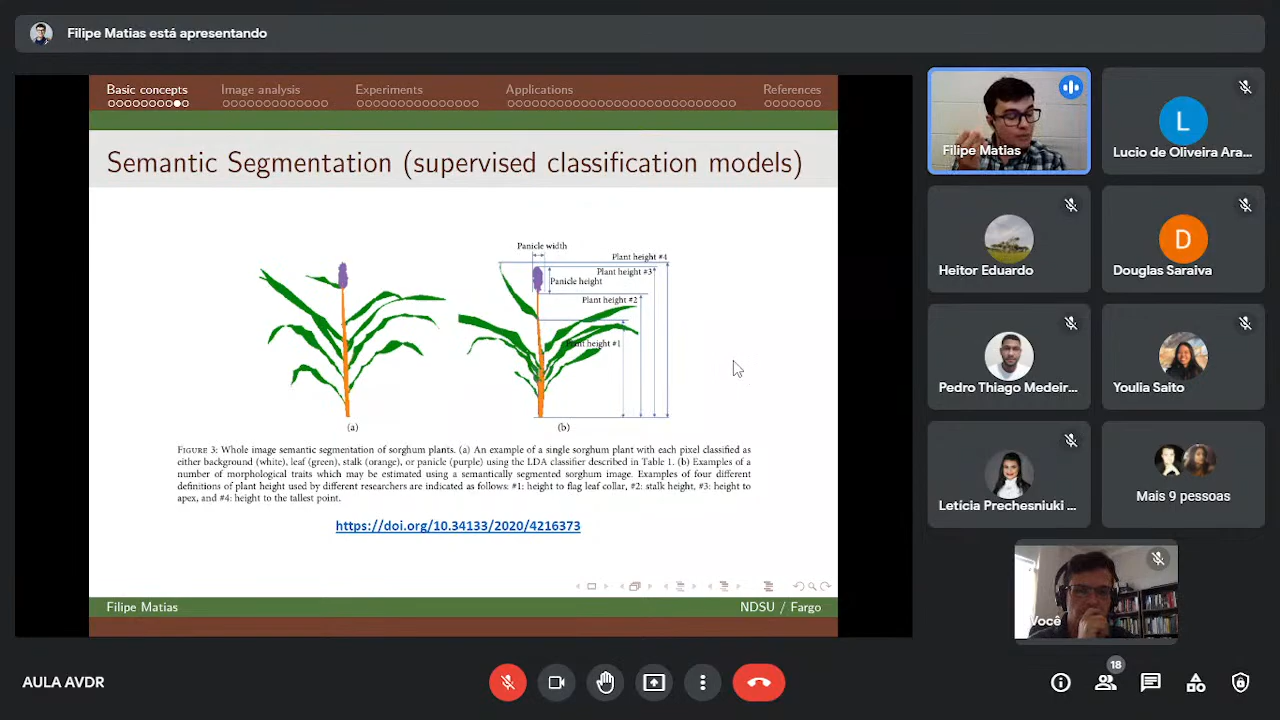 Filipe Matias está apresentando
Basic concepts Image analysis Experiments Applications References
Semantic Segmentation (supervised classification models)
Panicle width
Plant height #4
Plant height #3
Panicle height
Plant height #2
Plant height #1
(a) (b)
FIGURE 3: Whole image semantic segmentation of sorghum plants. (a) An example of a single sorghum plant with each pixel classified as
either background (white), leaf (green), stalk (orange), or panicle (purple) using the LDA classifier described in Table 1. (b) Examples of a
number of morphological traits which may be estimated using a semantically segmented sorghum image. Examples of four different
definitions of plant height used by different researchers are indicated as follows: #1: height to flag leaf collar, #2: stalk height, #3: height to
apex, and #4: height to the tallest point.
https://doi.org/10.34133/2020/4216373
Filipe Matias NDSU / Fargo
Filipe Matias
L
Lucio de Oliveira Ara...
Heitor Eduardo
D
Douglas Saraiva
Pedro Thiago Medeir...
Youlia Saito
Letícia Prechesniuki ...
Mais 9 pessoas
Você
AULA AVDR
18